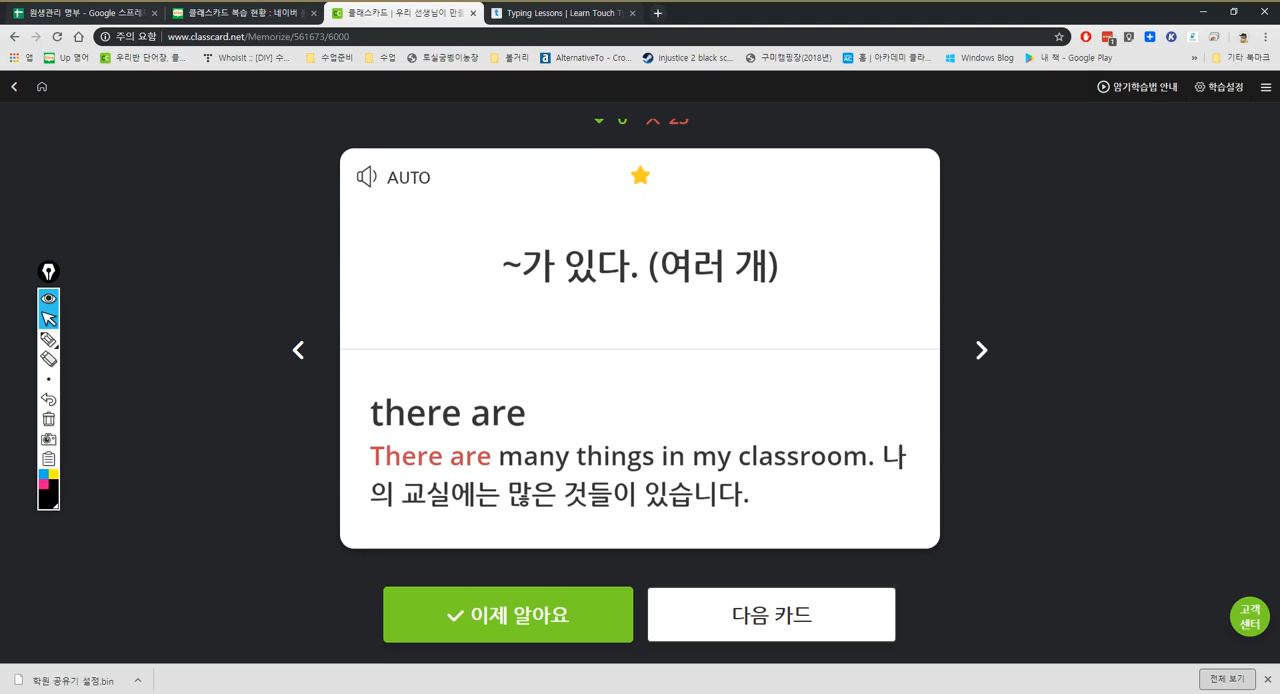 원생관리 명부 - Google 스프레
클래스카드 복습 현황 : 네이버
클래스카드 | 우리 선생님이 만들
Typing Lessons | Learn Touch T
주의 요함
www.classcard.net/Memorize/561673/6000
앱
Up 영어
우리반 단어장, 클...
WhoIst :: [DIY} 수...
수업준비
수업
토실굼벵이농장
볼거리
AlternativeTo - Cro...
injustice 2 black sc...
구미캠핑장(2018년)
홈 | 아카데미 클라...
Windows Blog
내 책 - Google Play
»
기타 북마크
암기학습법 안내
학습설정
AUTO
~가 있다. (여러 개)
there are
There are many things in my classroom. 나
의 교실에는 많은 것들이 있습니다.
이제 알아요
다음 카드
고객
센터
학원 공유기 설정.bin
전체 보기